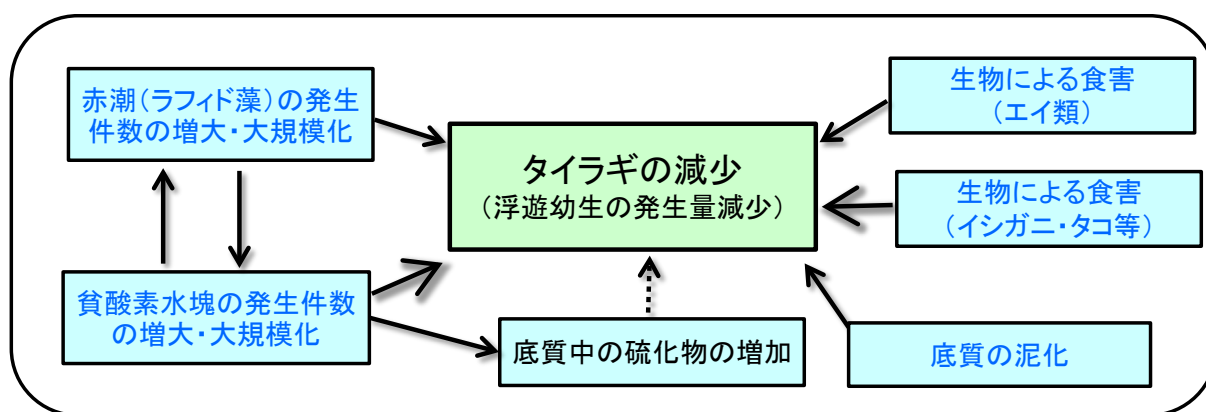 赤潮(ラフィド藻)の発生
件数の増大・大規模化
生物による食害
(エイ類)
タイラギの減少
(浮遊幼生の発生量減少)
生物による食害
(イシガニ・タコ等)
貧酸素水塊の発生件数
の増大・大規模化
底質中の硫化物の増加
底質の泥化